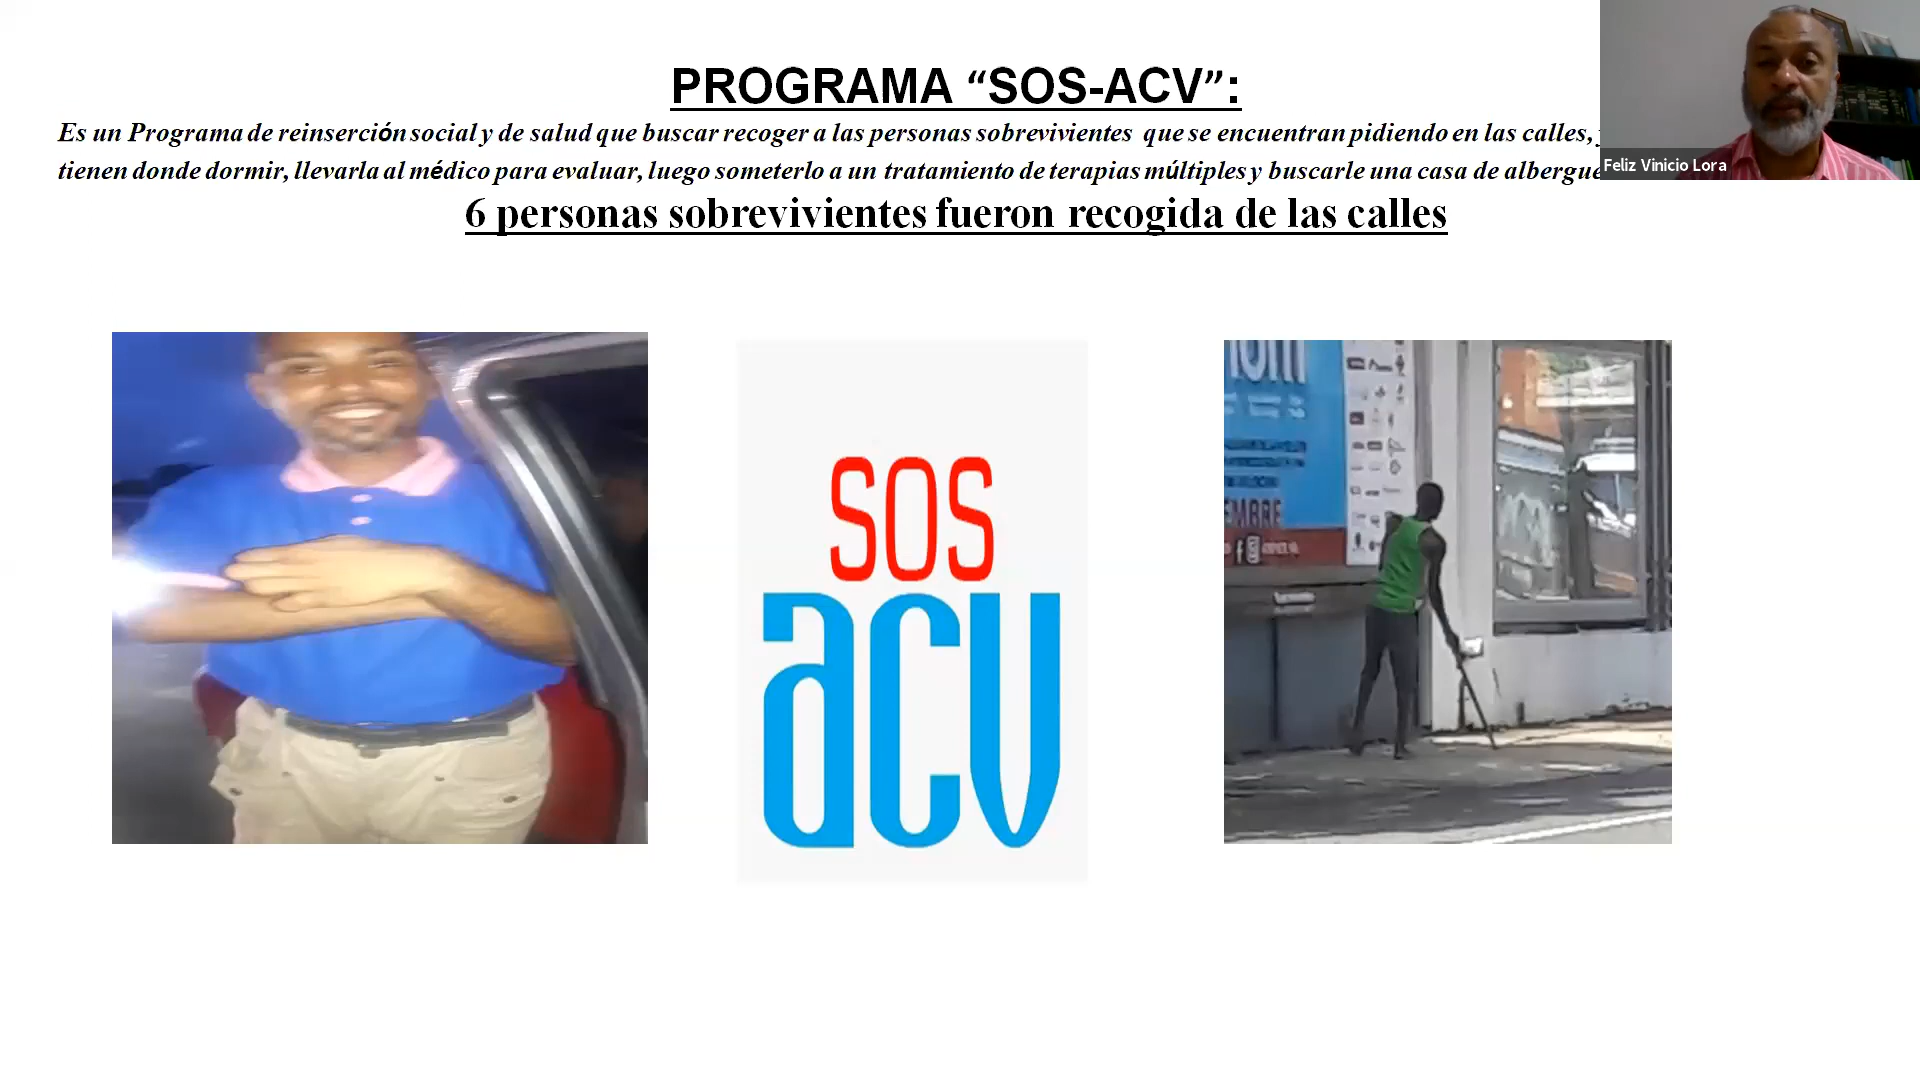 PROGRAMA “SOS-ACV”:
Es un Programa de reinserción social y de salud que buscar recoger a las personas sobrevivientes que se encuentran pidiendo en las calles,
tienen donde dormir, llevarla al médico para evaluar, luego someterlo a un tratamiento de terapias múltiples y buscarle una casa de albergue
6 personas sobrevivientes fueron recogida de las calles
Feliz Vinicio Lora
SOS
acv
EMBRE